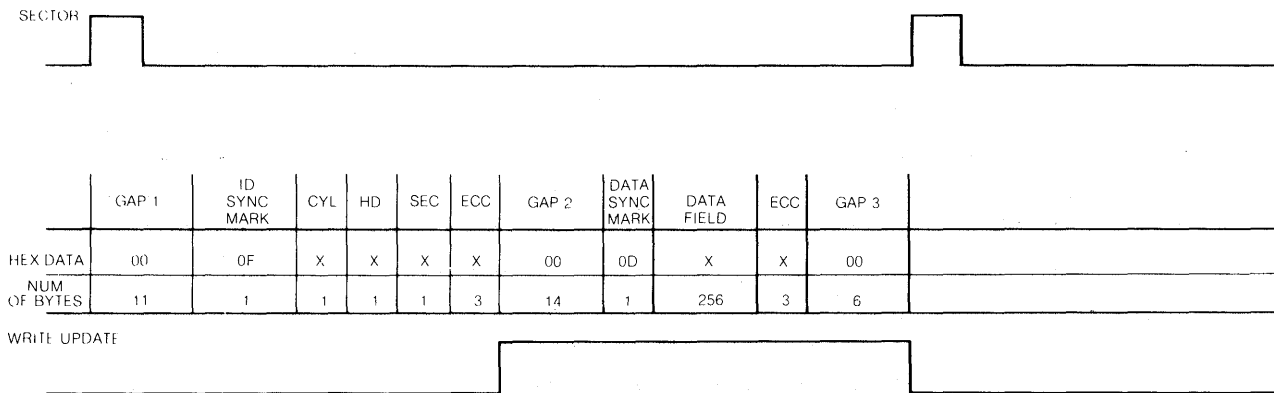 SECTOR
GAP 1 ID SYNC MARK CYL HD SEC ECC GAP 2 DATA SYNC MARK DATA FIELD ECC GAP 3
HEX DATA 00 0F X X X X 00 0D X X 00
NUM OF BYTES 11 1 1 1 1 3 14 1 256 3 6
WRITE UPDATE